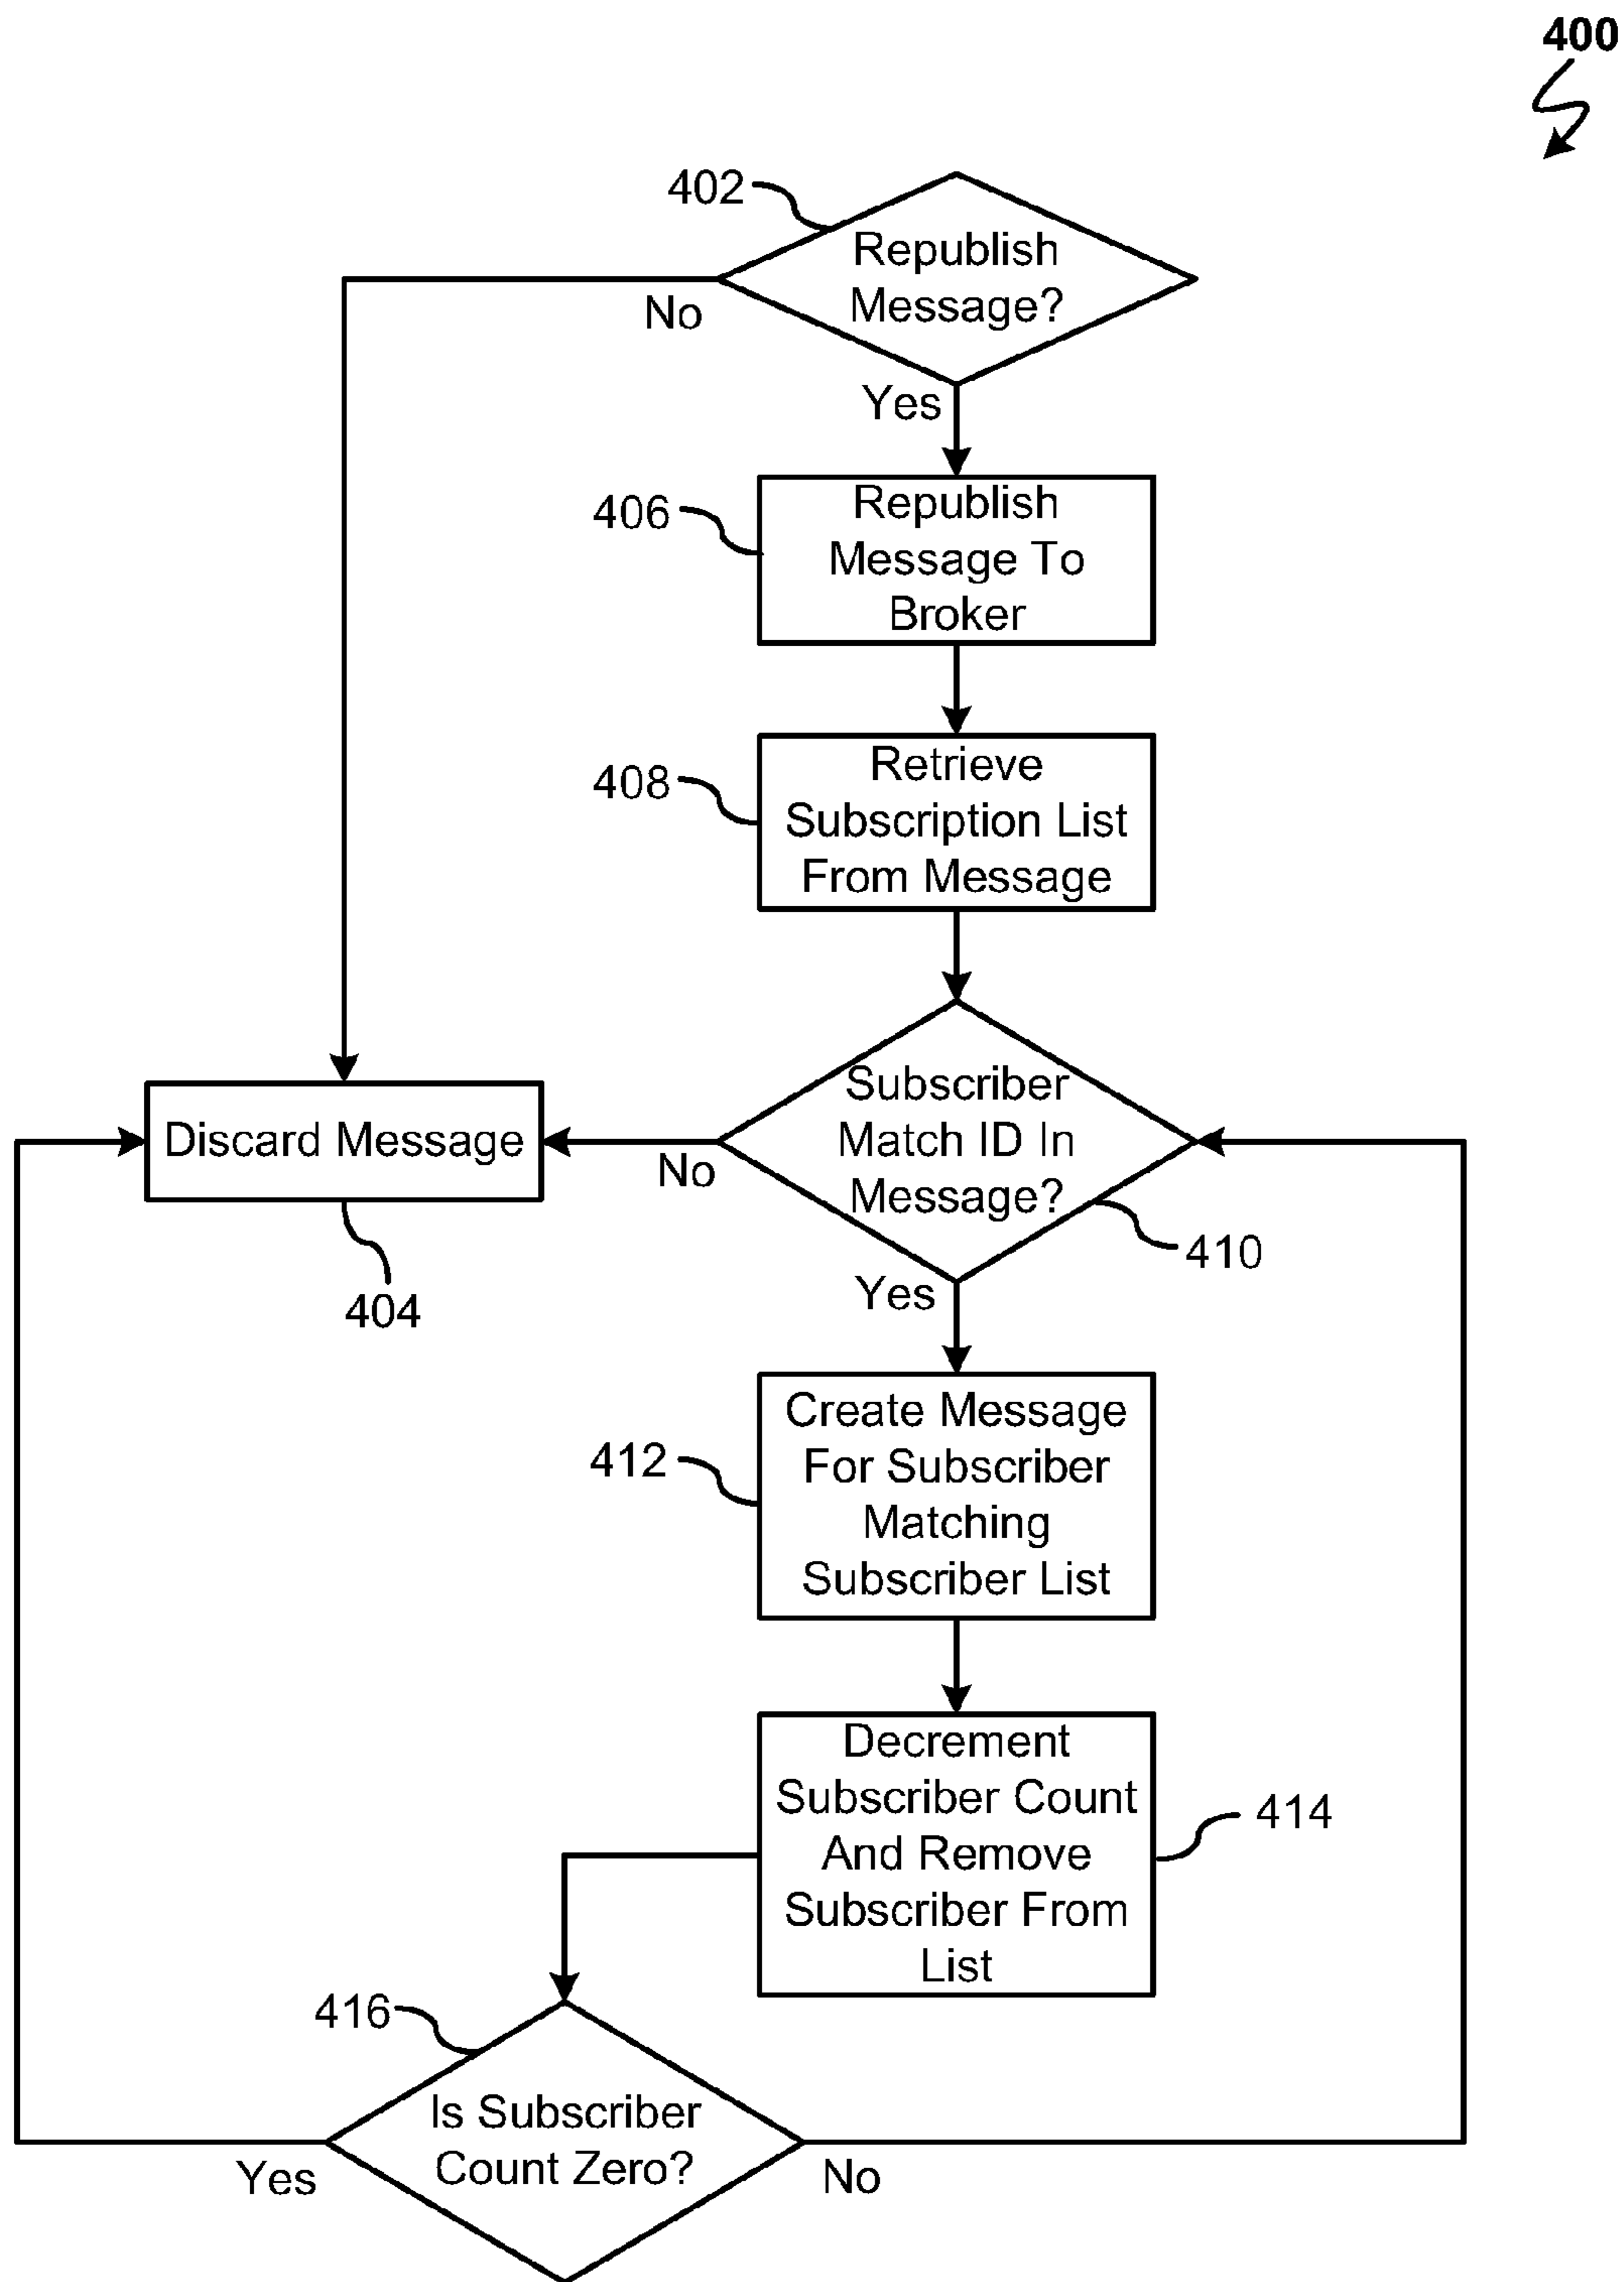 400
402
Republish
Message?
No
Yes
406
Republish
Message To
Broker
408
Retrieve
Subscription List
From Message
Discard Message
404
Subscriber
Match ID In
Message?
No
410
Yes
412
Create Message
For Subscriber
Matching
Subscriber List
Decrement
Subscriber Count
And Remove
Subscriber From
List
414
416
Is Subscriber
Count Zero?
Yes
No